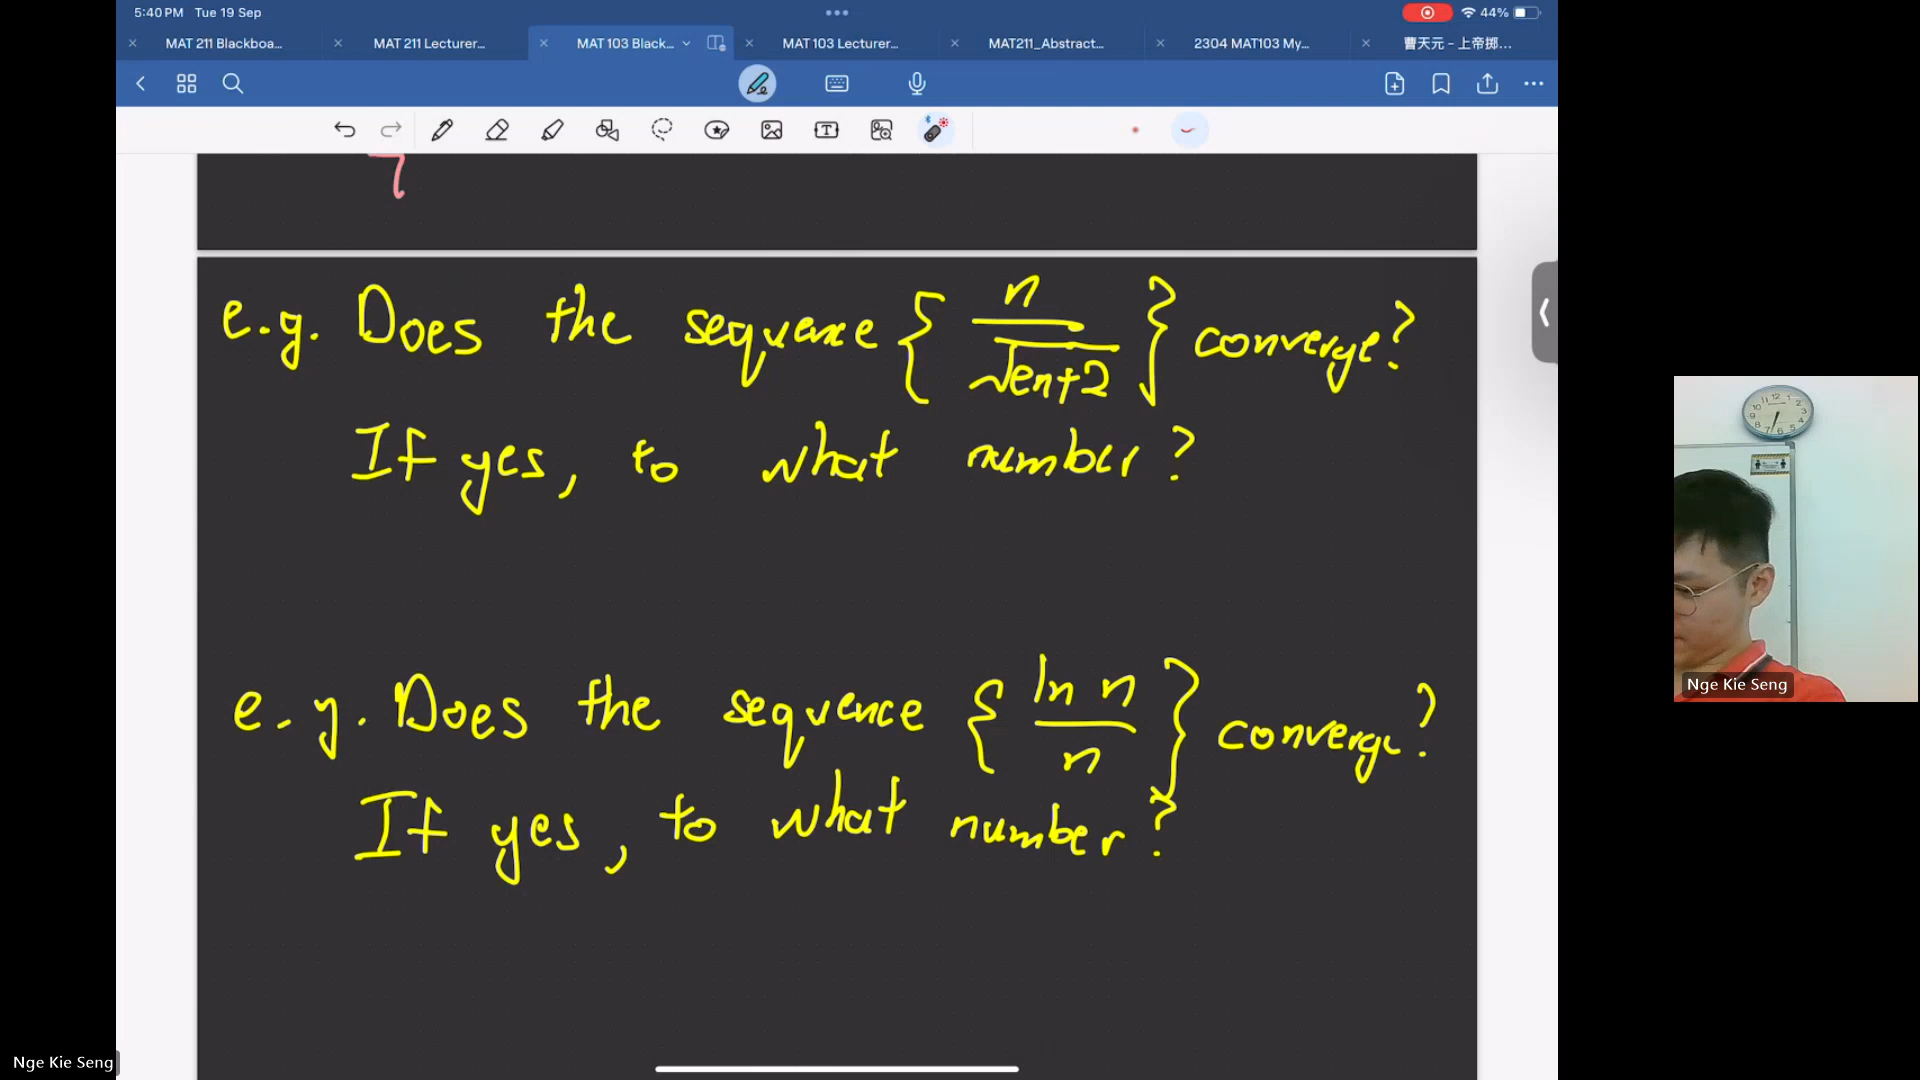 5:40 PM Tue 19 Sep
44%
MAT 211 Blackboa...
MAT 211 Lecturer...
MAT 103 Black...
MAT 103 Lecturer...
MAT211_Abstract...
2304 MAT103 My...
曹天元 - 上帝掷...
7
e.g. Does the sequence { n / √en+2 } converge?
If yes, to what number?
e.g. Does the sequence { ln n / n } converge?
If yes, to what number?
Nge Kie Seng
Nge Kie Seng